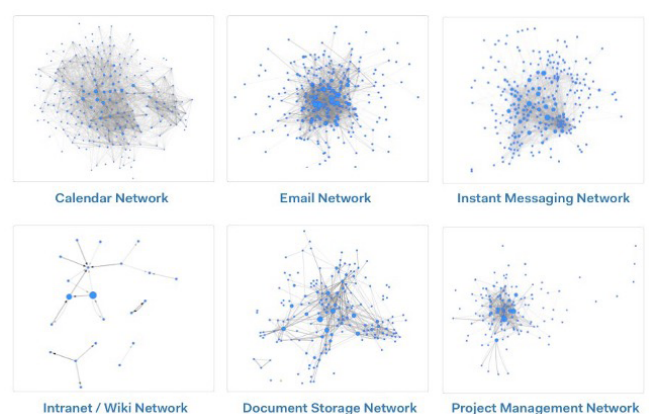 Calendar Network
Email Network
Instant Messaging Network
Intranet / Wiki Network
Document Storage Network
Project Management Network